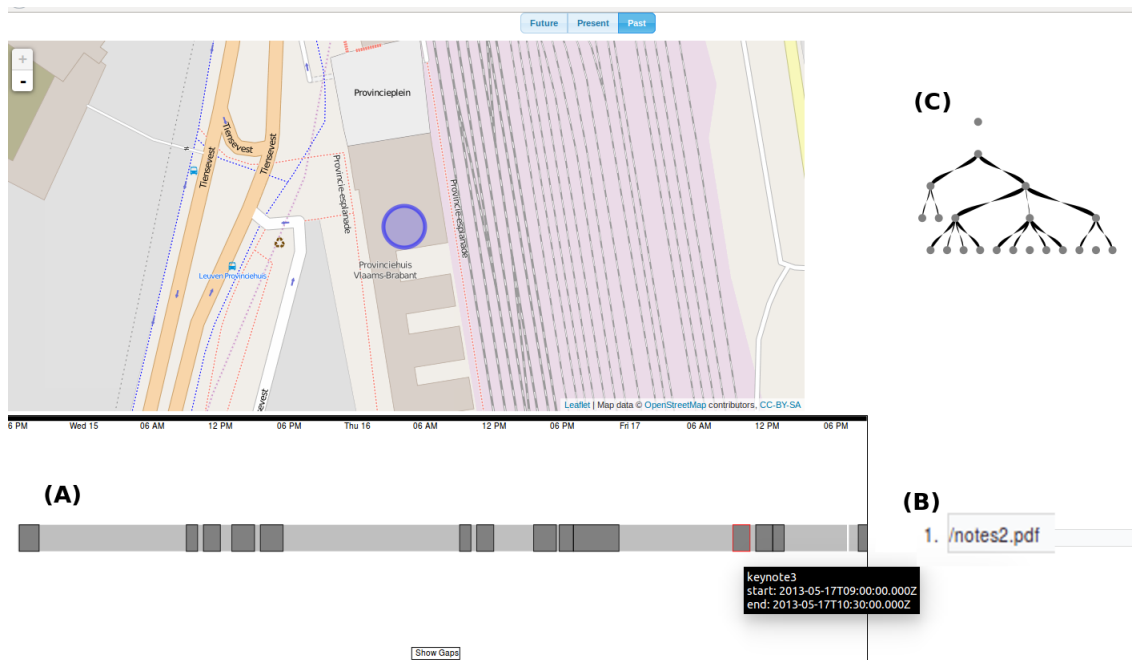 Future Present Past
+
-
Provincieplein
(C)
Tiensevest
Tiensevest
Tiensevest
Provincie-esplanade
Provincie-esplanade
Provinciehuis
Vlaams-Brabant
Leuven Provinciehuis
sevest
Leaflet | Map data © OpenStreetMap contributors, CC-BY-SA
6 PM Wed 15 06 AM 12 PM 06 PM Thu 16 06 AM 12 PM 06 PM Fri 17 06 AM 12 PM 06 PM
(A)
(B)
1. /notes2.pdf
keynote3
start: 2013-05-17T09:00:00.000Z
end: 2013-05-17T10:30:00.000Z
Show Gaps